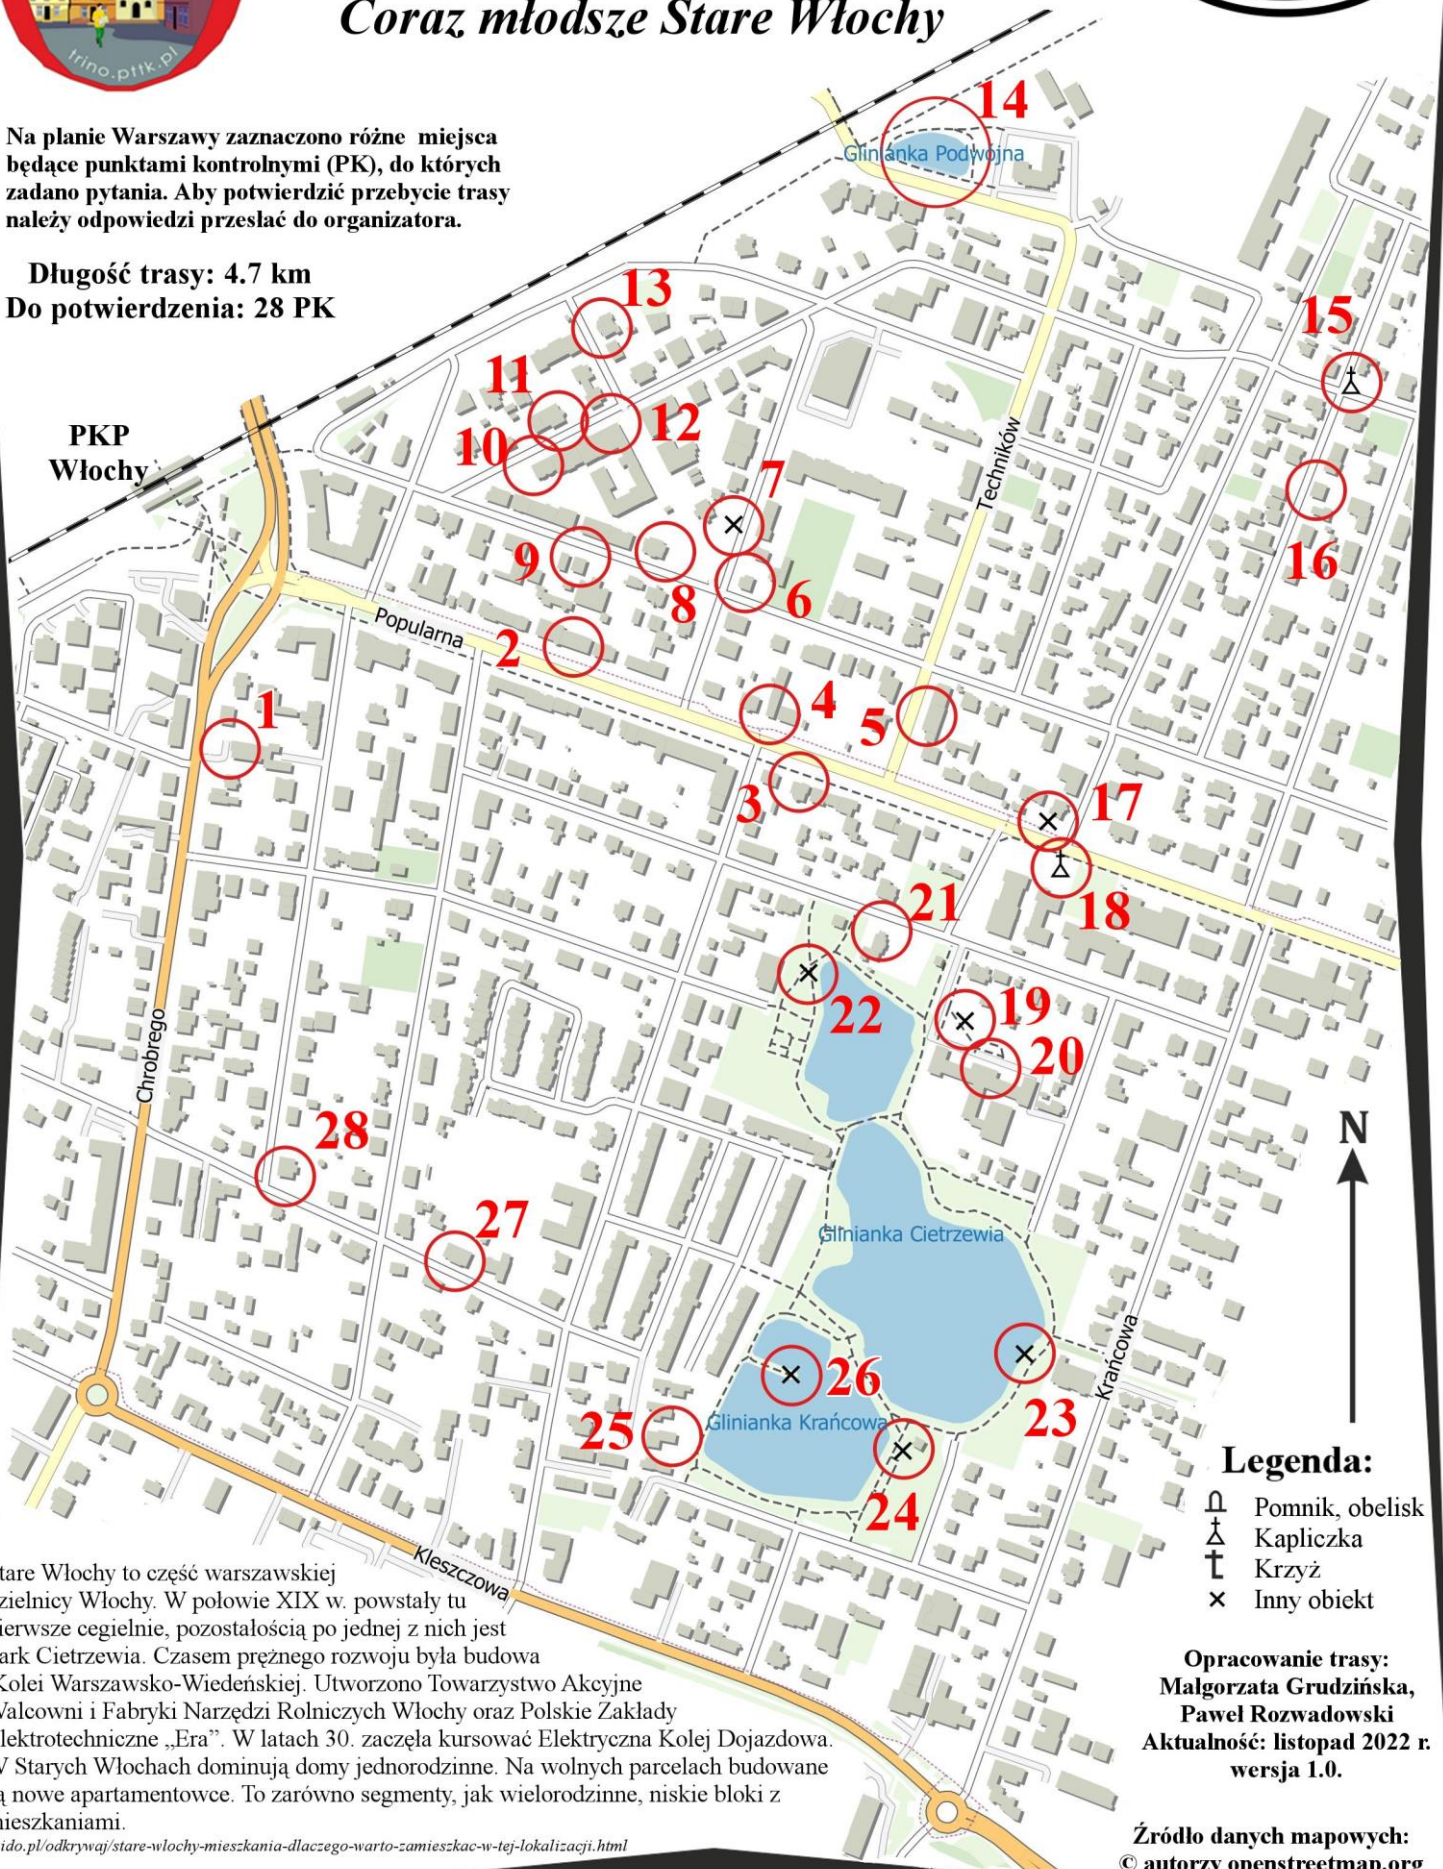 Coraz młodsze Stare Włochy
trino.pttk.pl
Na planie Warszawy zaznaczono różne miejsca
będące punktami kontrolnymi (PK), do których
zadano pytania. Aby potwierdzić przebycie trasy
należy odpowiedzi przesłać do organizatora.
Długość trasy: 4.7 km
Do potwierdzenia: 28 PK
14
Glinianka Podwójna
13
15
11
12
PKP
Włochy
10
7
Techników
9
16
8
6
Popularna
2
1
4
5
3
17
21
18
22
19
20
Chrobrego
28
N
27
Glinianka Cietrzewia
Krańcowa
26
23
25
Glinianka Krańcowa
24
Legenda:
Pomnik, obelisk
Kapliczka
Krzyż
Inny obiekt
Kleszczowa
tare Włochy to część warszawskiej
zielnicy Włochy. W połowie XIX w. powstały tu
ierwsze cegielnie, pozostałością po jednej z nich jest
ark Cietrzewia. Czasem prężnego rozwoju była budowa
Kolei Warszawsko-Wiedeńskiej. Utworzono Towarzystwo Akcyjne
Walcowni i Fabryki Narzędzi Rolniczych Włochy oraz Polskie Zakłady
lektrotechniczne „Era”. W latach 30. zaczęła kursować Elektryczna Kolej Dojazdowa.
W Starych Włochach dominują domy jednorodzinne. Na wolnych parcelach budowane
ą nowe apartamentowce. To zarówno segmenty, jak wielorodzinne, niskie bloki z
mieszkaniami.
ido.pl/odkrywaj/stare-wlochy-mieszkania-dlaczego-warto-zamieszkac-w-tej-lokalizacji.html
Opracowanie trasy:
Małgorzata Grudzińska,
Paweł Rozwadowski
Aktualność: listopad 2022 r.
wersja 1.0.
Źródło danych mapowych:
© autorzy openstreetmap.org